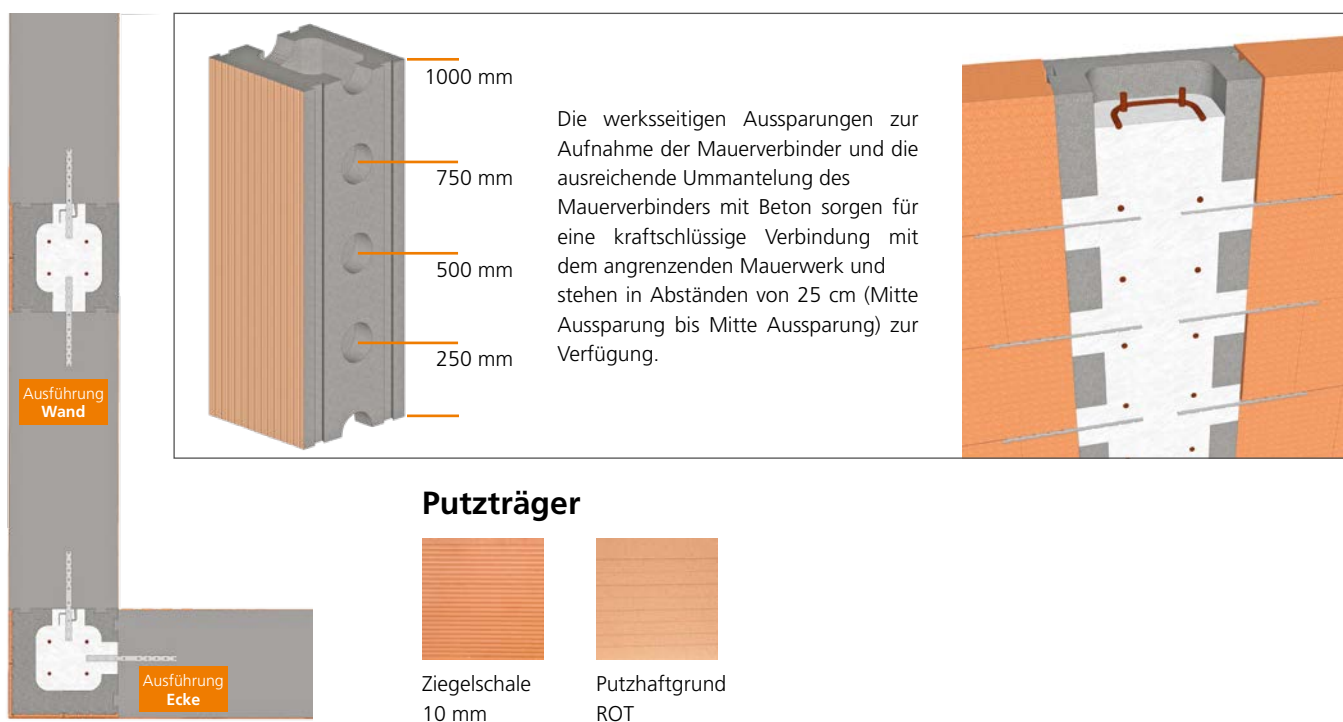 1000 mm
750 mm
500 mm
250 mm
Die werksseitigen Aussparungen zur
Aufnahme der Mauerverbinder und die
ausreichende Ummantelung des
Mauerverbinders mit Beton sorgen für
eine kraftschlüssige Verbindung mit
dem angrenzenden Mauerwerk und
stehen in Abständen von 25 cm (Mitte
Aussparung bis Mitte Aussparung) zur
Verfügung.
Ausführung
Wand
Ausführung
Ecke
Putzträger
Ziegelschale
10 mm
Putzhaftgrund
ROT